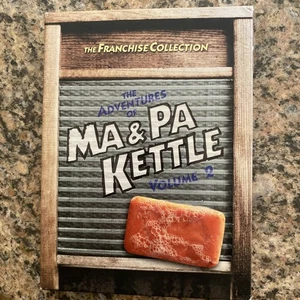 THE FRANCHISE COLLECTION
THE
ADVENTURES
OF
MA & PA
KETTLE
VOLUME 2